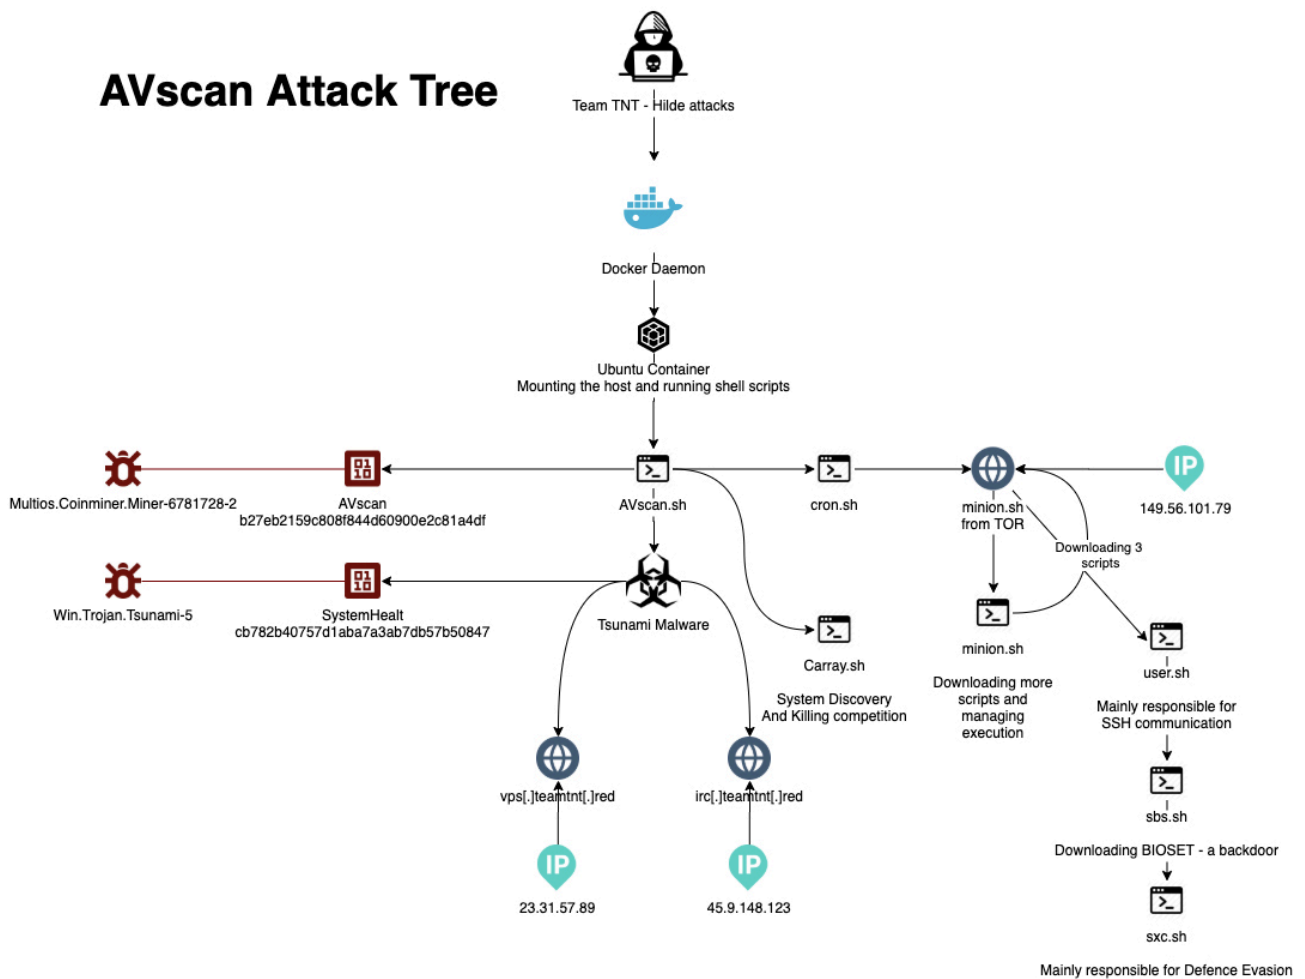 AVscan Attack Tree
Team TNT - Hilde attacks
Docker Daemon
Ubuntu Container
Mounting the host and running shell scripts
Multios.Coinminer.Miner-6781728-2
AVscan
b27eb2159c808f844d60900e2c81a4df
AVscan.sh
cron.sh
minion.sh
from TOR
IP
149.56.101.79
Downloading 3
scripts
Win.Trojan.Tsunami-5
SystemHealt
cb782b40757d1aba7a3ab7db57b50847
Tsunami Malware
Carray.sh
System Discovery
And Killing competition
minion.sh
Downloading more
scripts and
managing
execution
user.sh
Mainly responsible for
SSH communication
vps[.]teamtnt[.]red
irc[.]teamtnt[.]red
sbs.sh
Downloading BIOSET - a backdoor
IP
23.31.57.89
IP
45.9.148.123
sxc.sh
Mainly responsible for Defence Evasion